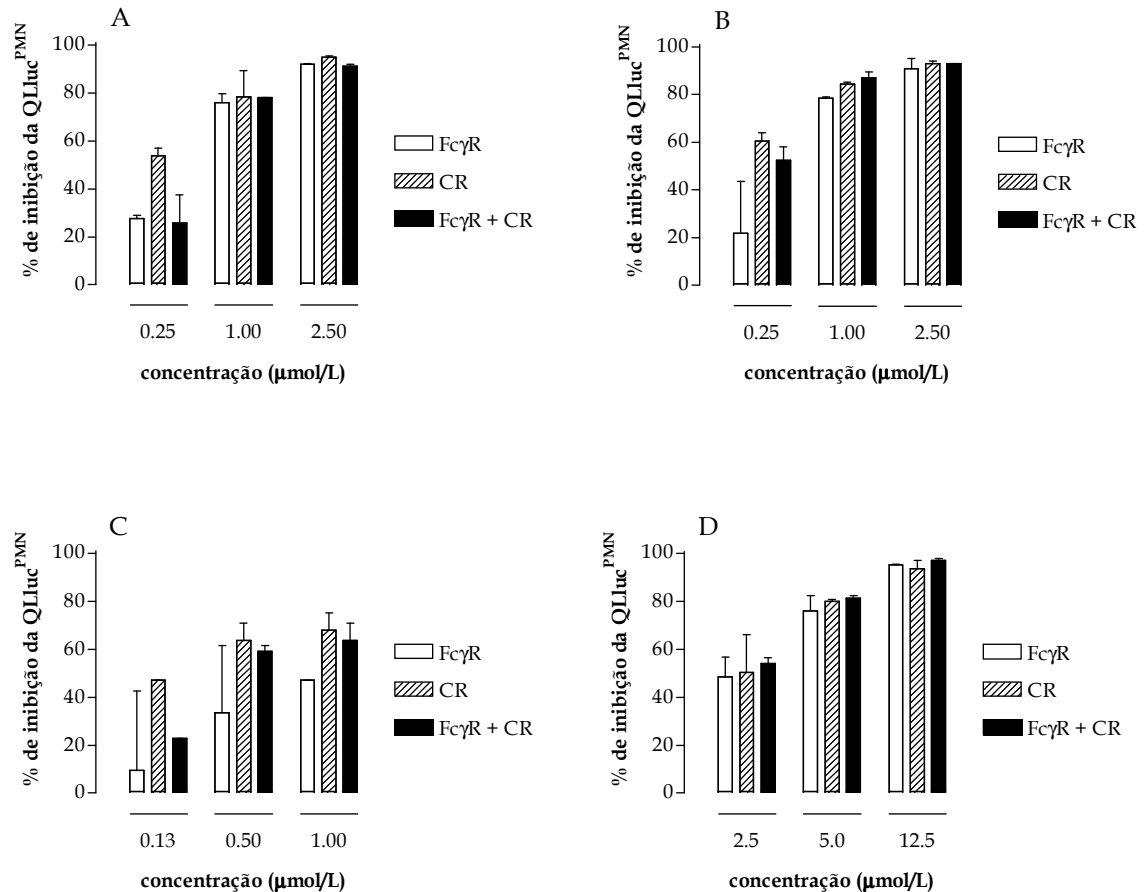 A
% de inibição da QLluc^PMN
100
80
60
40
20
0
0.25 1.00 2.50
concentração (µmol/L)
FcγR
CR
FcγR + CR
B
% de inibição da QLluc^PMN
100
80
60
40
20
0
0.25 1.00 2.50
concentração (µmol/L)
FcγR
CR
FcγR + CR
C
% de inibição da QLluc^PMN
100
80
60
40
20
0
0.13 0.50 1.00
concentração (µmol/L)
FcγR
CR
FcγR + CR
D
% de inibição da QLluc^PMN
100
80
60
40
20
0
2.5 5.0 12.5
concentração (µmol/L)
FcγR
CR
FcγR + CR